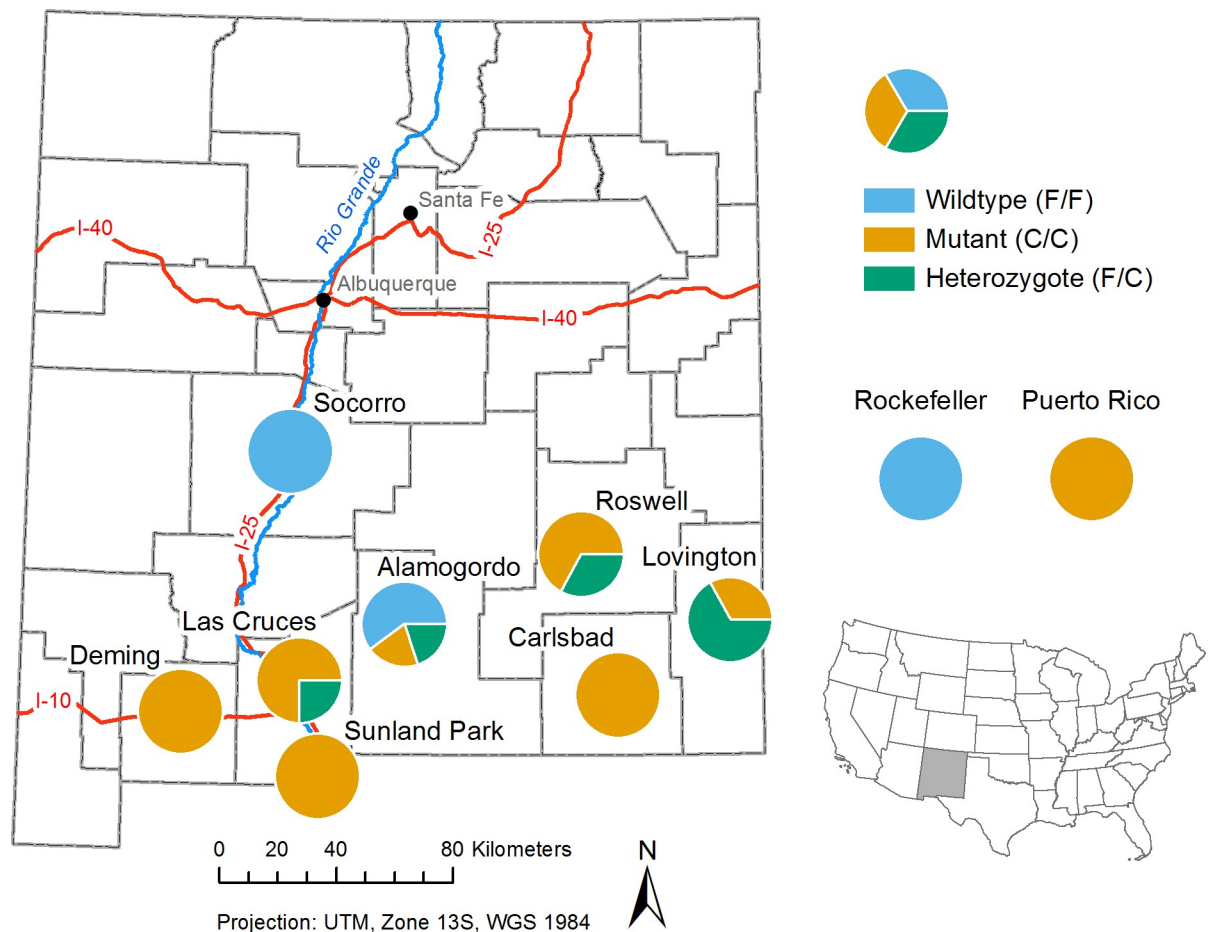 Rio Grande
Santa Fe
I-25
I-40
Albuquerque
I-40
Wildtype (F/F)
Mutant (C/C)
Heterozygote (F/C)
Rockefeller
Puerto Rico
Socorro
I-25
Roswell
Lovington
Alamogordo
Las Cruces
Carlsbad
Deming
I-10
Sunland Park
0 20 40 80 Kilometers
N
Projection: UTM, Zone 13S, WGS 1984